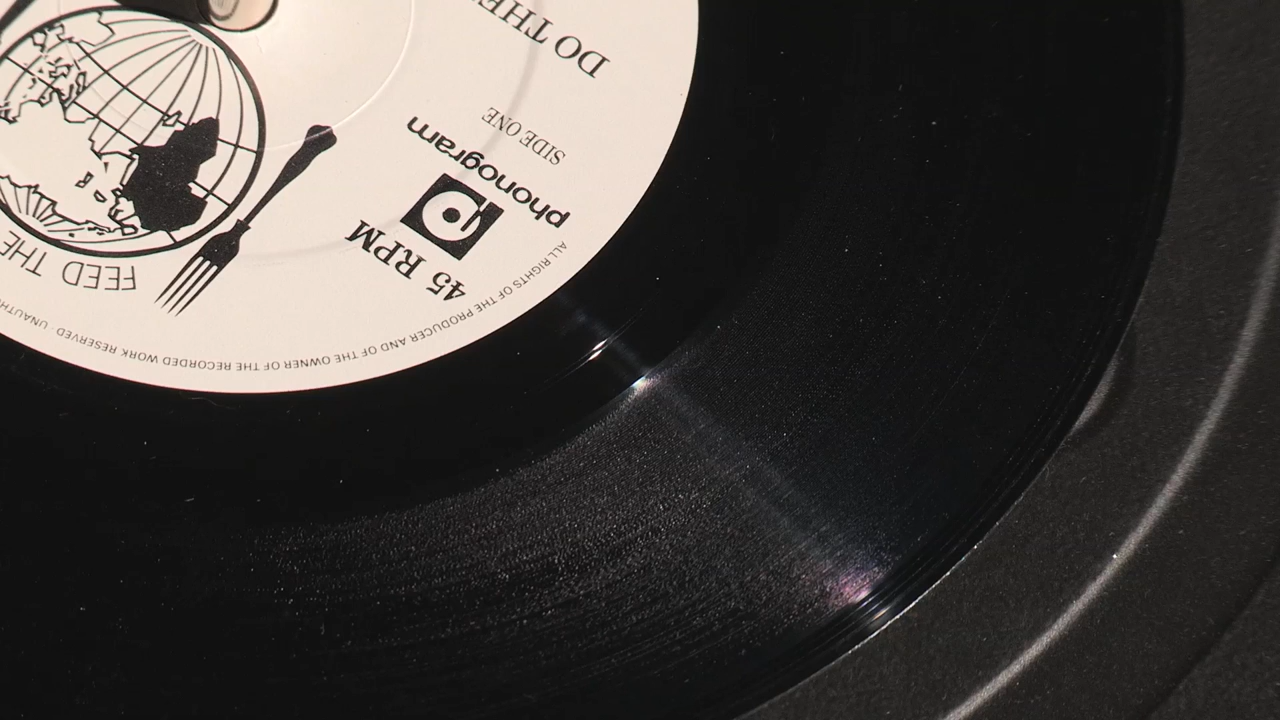 DO THE
SIDE ONE
phonogram
45 RPM
FEED THE
ALL RIGHTS OF THE PRODUCER AND OF THE OWNER OF THE RECORDED WORK RESERVED · UNAUTH